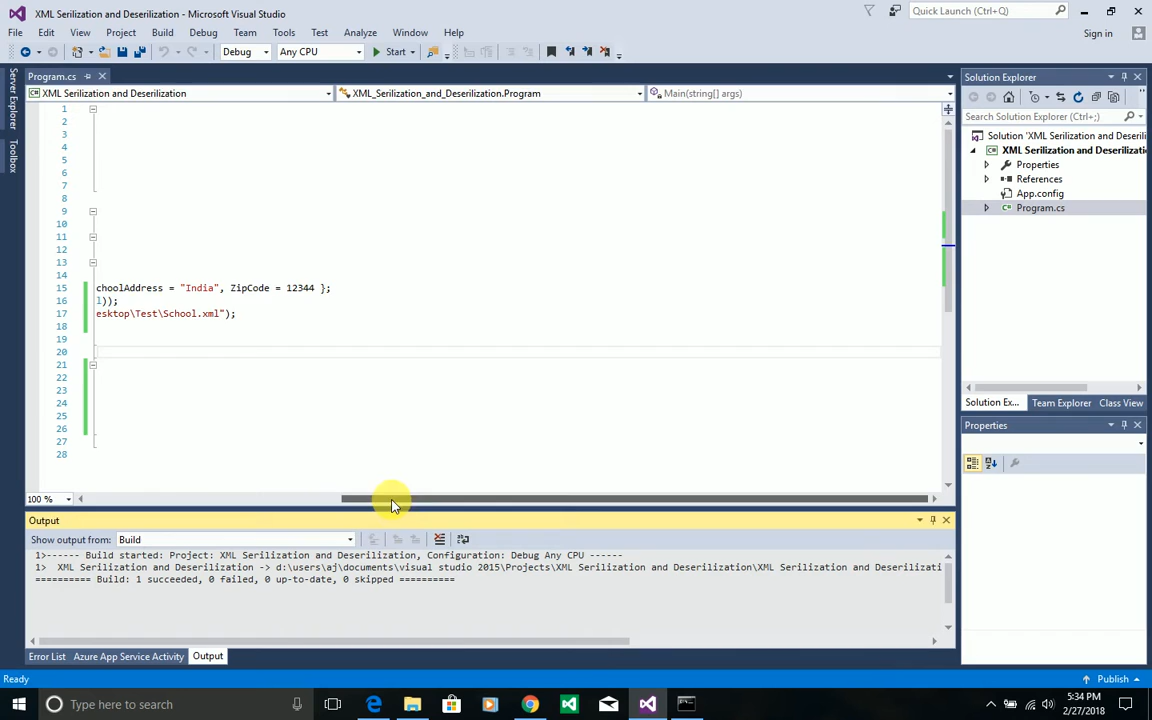 XML Serilization and Deserilization - Microsoft Visual Studio
Quick Launch (Ctrl+Q)
File Edit View Project Build Debug Team Tools Test Analyze Window Help
Sign in
Debug Any CPU Start
Server Explorer
Toolbox
Program.cs
XML Serilization and Deserilization
XML_Serilization_and_Deserilization.Program
Main(string[] args)
1
2
3
4
5
6
7
8
9
10
11
12
13
14
15 choolAddress = "India", ZipCode = 12344 };
16 l));
17 esktop\Test\School.xml");
18
19
20
21
22
23
24
25
26
27
28
100 %
Solution Explorer
Search Solution Explorer (Ctrl+;)
Solution 'XML Serilization and Deserili
XML Serilization and Deserilizati
Properties
References
App.config
Program.cs
Solution Ex... Team Explorer Class View
Properties
Output
Show output from: Build
1>------ Build started: Project: XML Serilization and Deserilization, Configuration: Debug Any CPU ------
1> XML Serilization and Deserilization -> d:\users\aj\documents\visual studio 2015\Projects\XML Serilization and Deserilization\XML Serilization and Deserilizati
========== Build: 1 succeeded, 0 failed, 0 up-to-date, 0 skipped ==========
Error List Azure App Service Activity Output
Ready
Publish
Type here to search
5:34 PM
2/27/2018